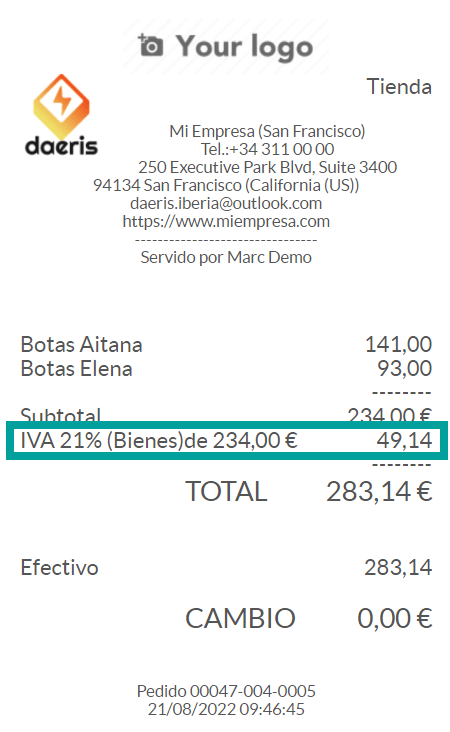 Your logo
Tienda
daeris
Mi Empresa (San Francisco)
Tel.:+34 311 00 00
250 Executive Park Blvd, Suite 3400
94134 San Francisco (California (US))
daeris.iberia@outlook.com
https://www.miempresa.com
---------------------------------
Servido por Marc Demo
Botas Aitana 141,00
Botas Elena 93,00
--------
Subtotal 234,00 €
IVA 21% (Bienes)de 234,00 € 49,14
--------
TOTAL 283,14 €
Efectivo 283,14
CAMBIO 0,00 €
Pedido 00047-004-0005
21/08/2022 09:46:45